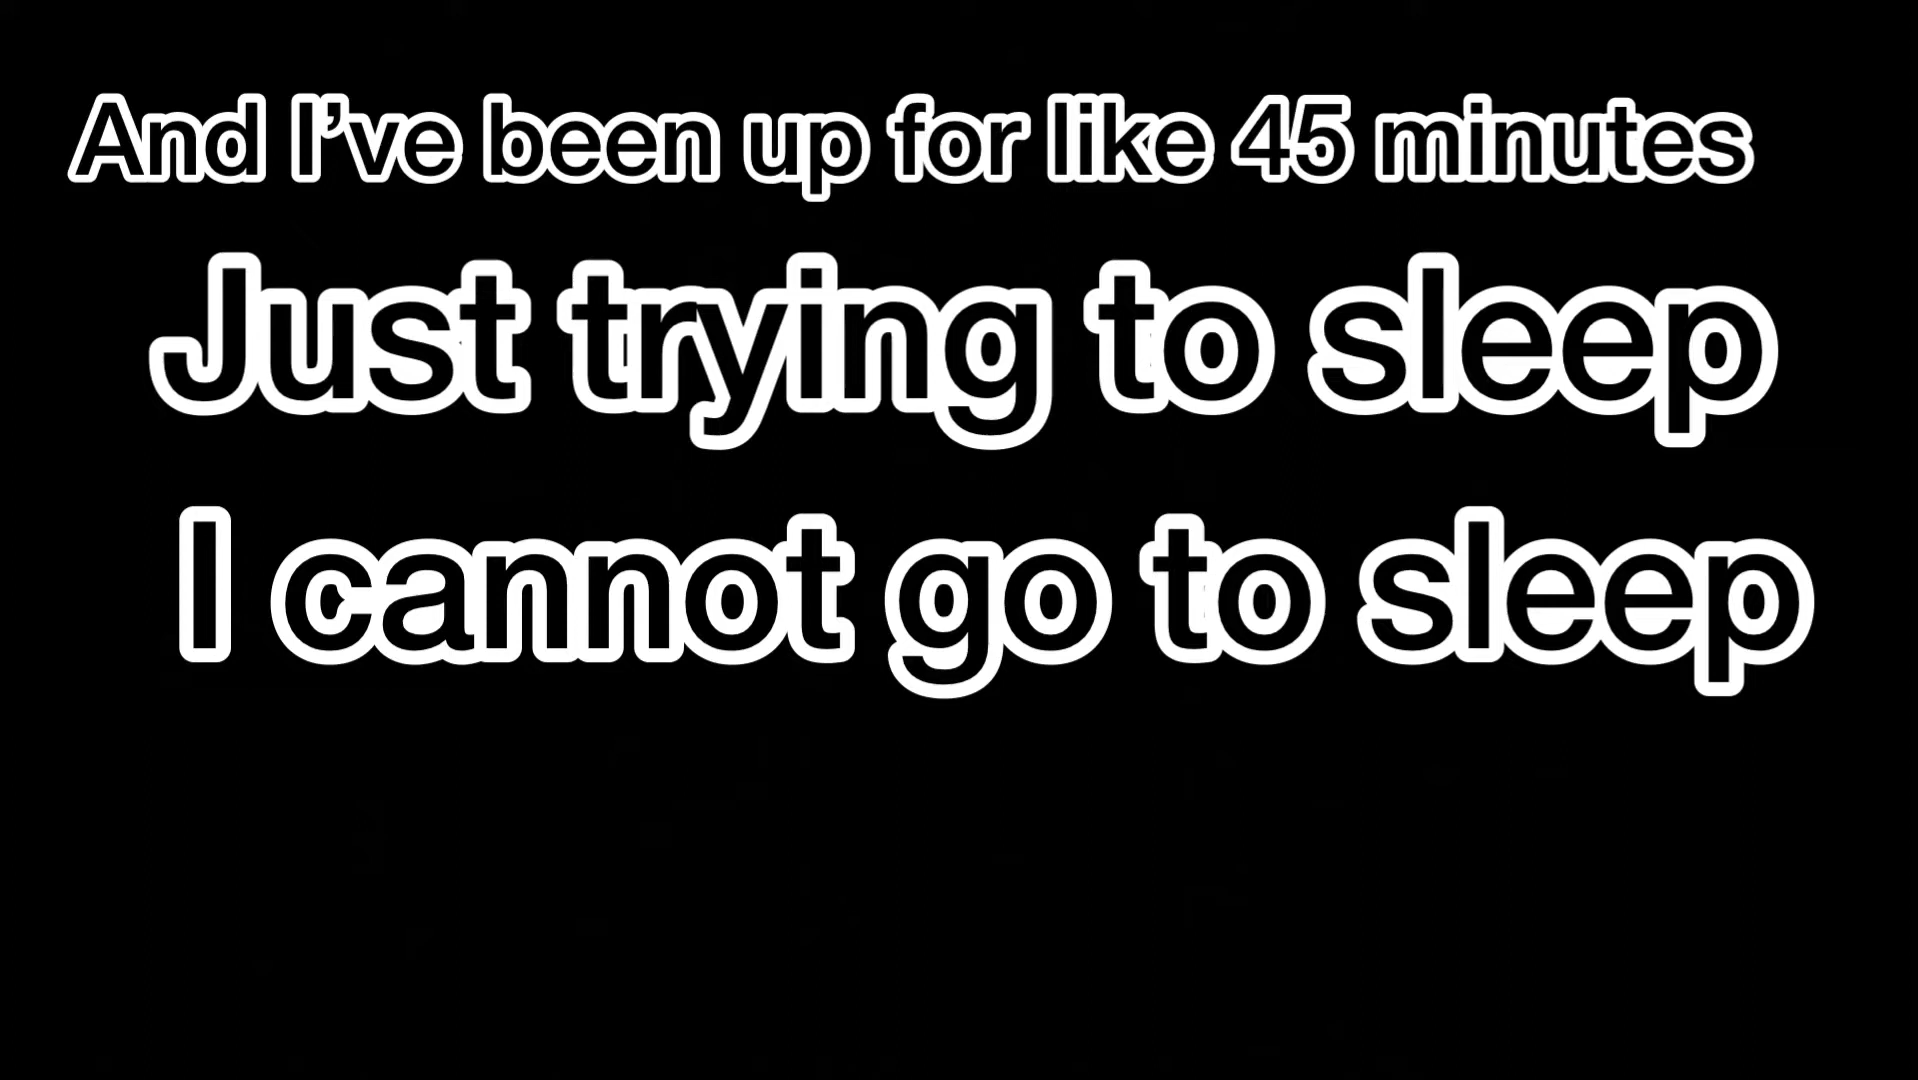 And I’ve been up for like 45 minutes
Just trying to sleep
I cannot go to sleep